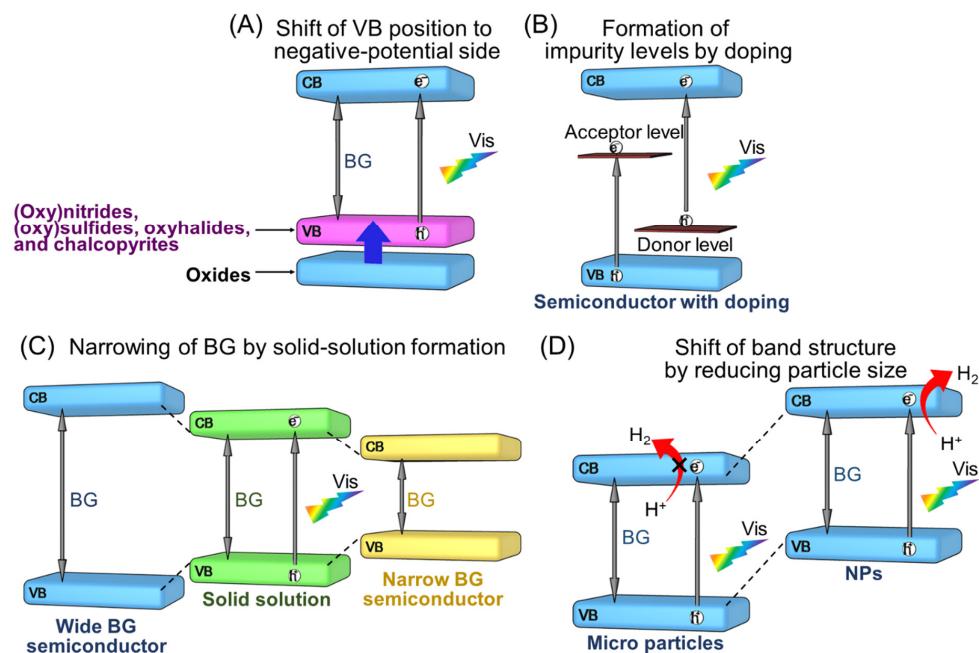 (A)
Shift of VB position to
negative-potential side
CB
e⁻
BG
Vis
(Oxy)nitrides,
(oxy)sulfides, oxyhalides,
and chalcopyrites
VB
h⁺
Oxides
(B)
Formation of
impurity levels by doping
CB
e⁻
Acceptor level
e⁻
Vis
h⁺
Donor level
VB
h⁺
Semiconductor with doping
(C) Narrowing of BG by solid-solution formation
CB
BG
VB
Wide BG
semiconductor
CB
e⁻
BG
Vis
VB
h⁺
Solid solution
CB
BG
VB
Narrow BG
semiconductor
(D)
Shift of band structure
by reducing particle size
H₂
CB
e⁻
H⁺
BG
Vis
VB
h⁺
Micro particles
H₂
CB
e⁻
H⁺
BG
Vis
VB
h⁺
NPs